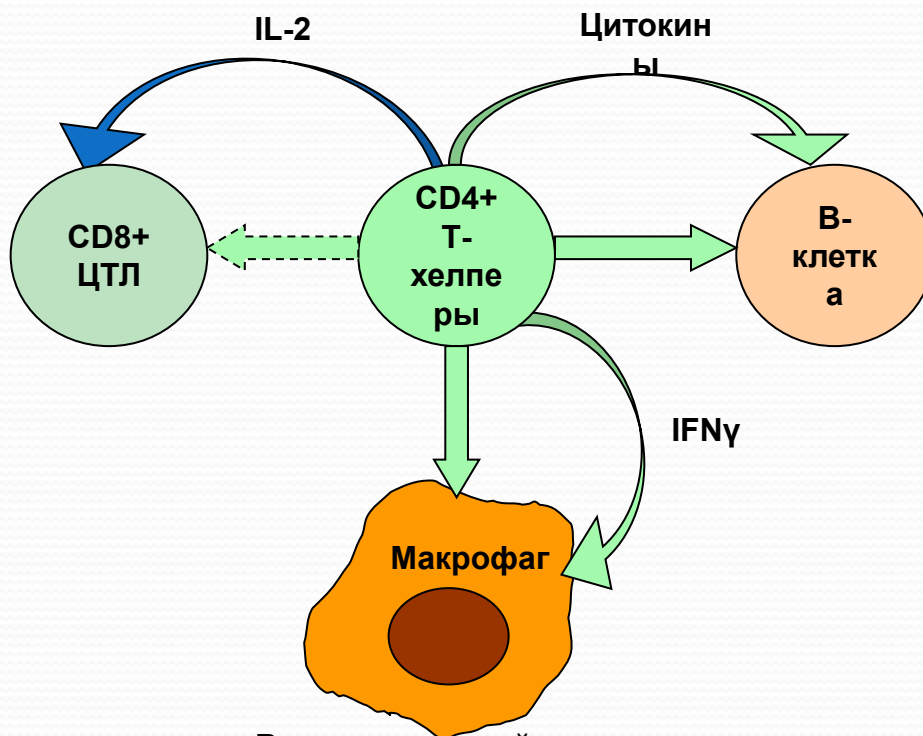 IL-2
Цитокин
ы
CD8+
ЦТЛ
CD4+
Т-
хелпе
ры
В-
клетк
а
IFNγ
Макрофаг